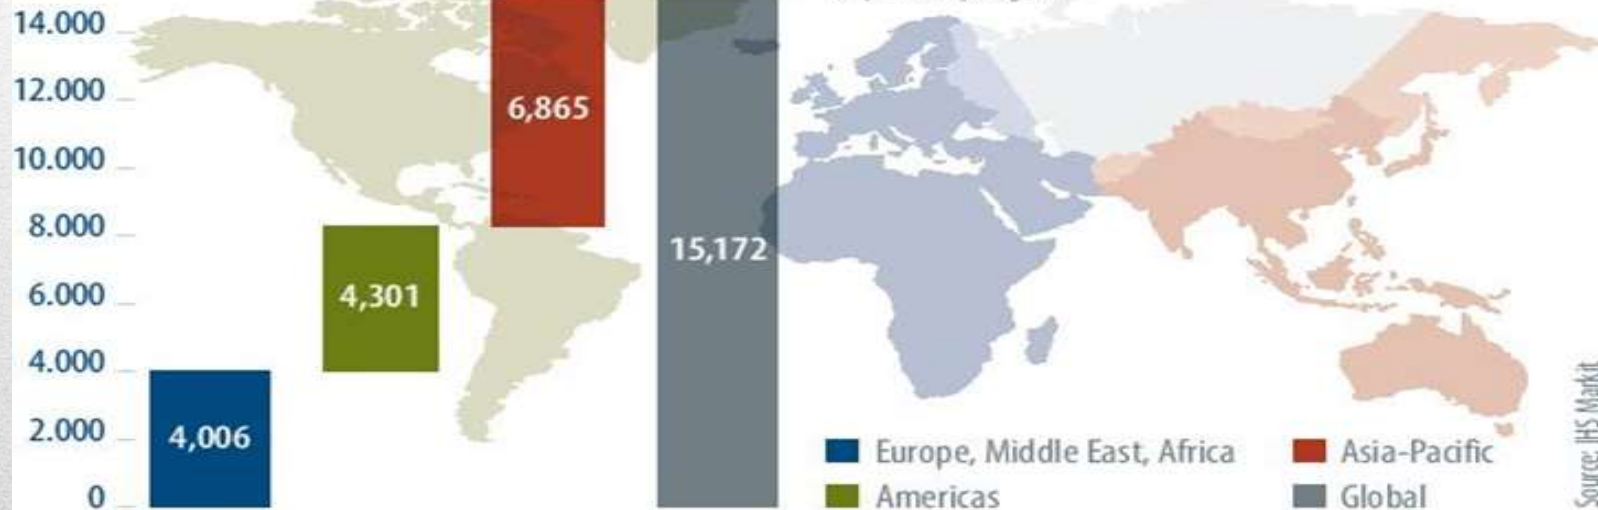 14.000
12.000
10.000
8.000
6.000
4.000
2.000
0
4,006
4,301
6,865
15,172
Europe, Middle East, Africa
Americas
Asia-Pacific
Global
Source: IHS Markit